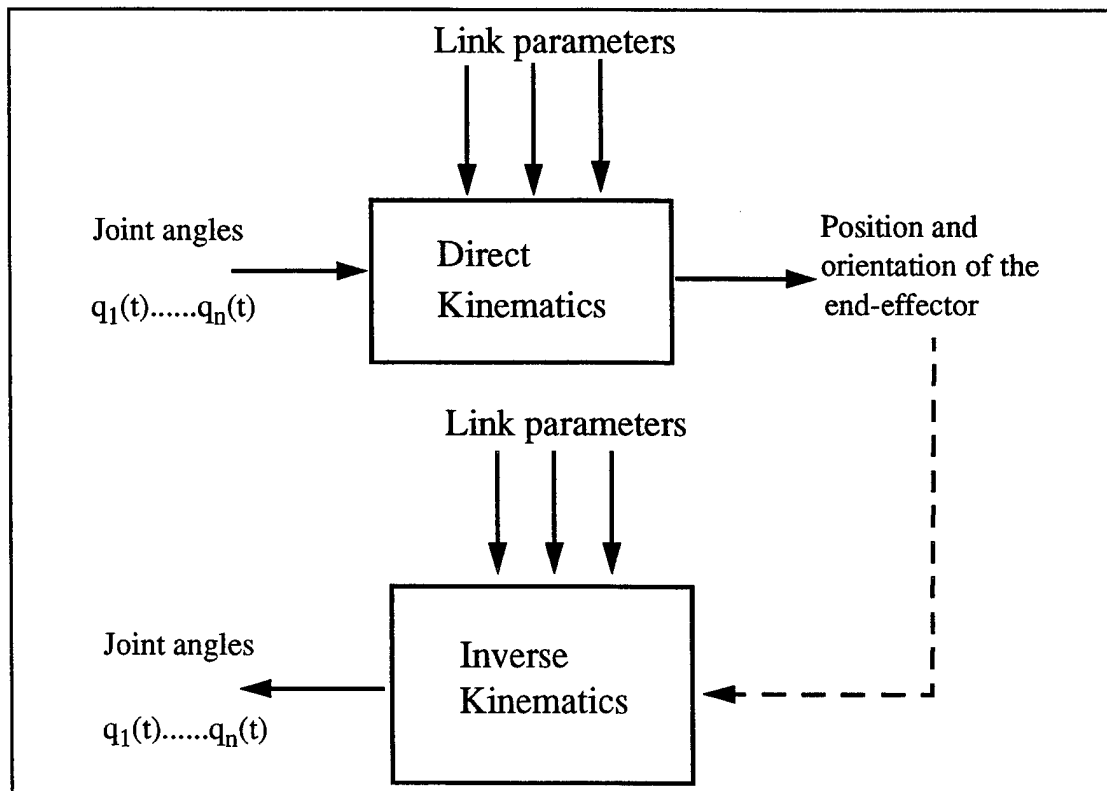 Link parameters
Joint angles
q1(t)......qn(t)
Direct
Kinematics
Position and
orientation of the
end-effector
Link parameters
Joint angles
q1(t)......qn(t)
Inverse
Kinematics